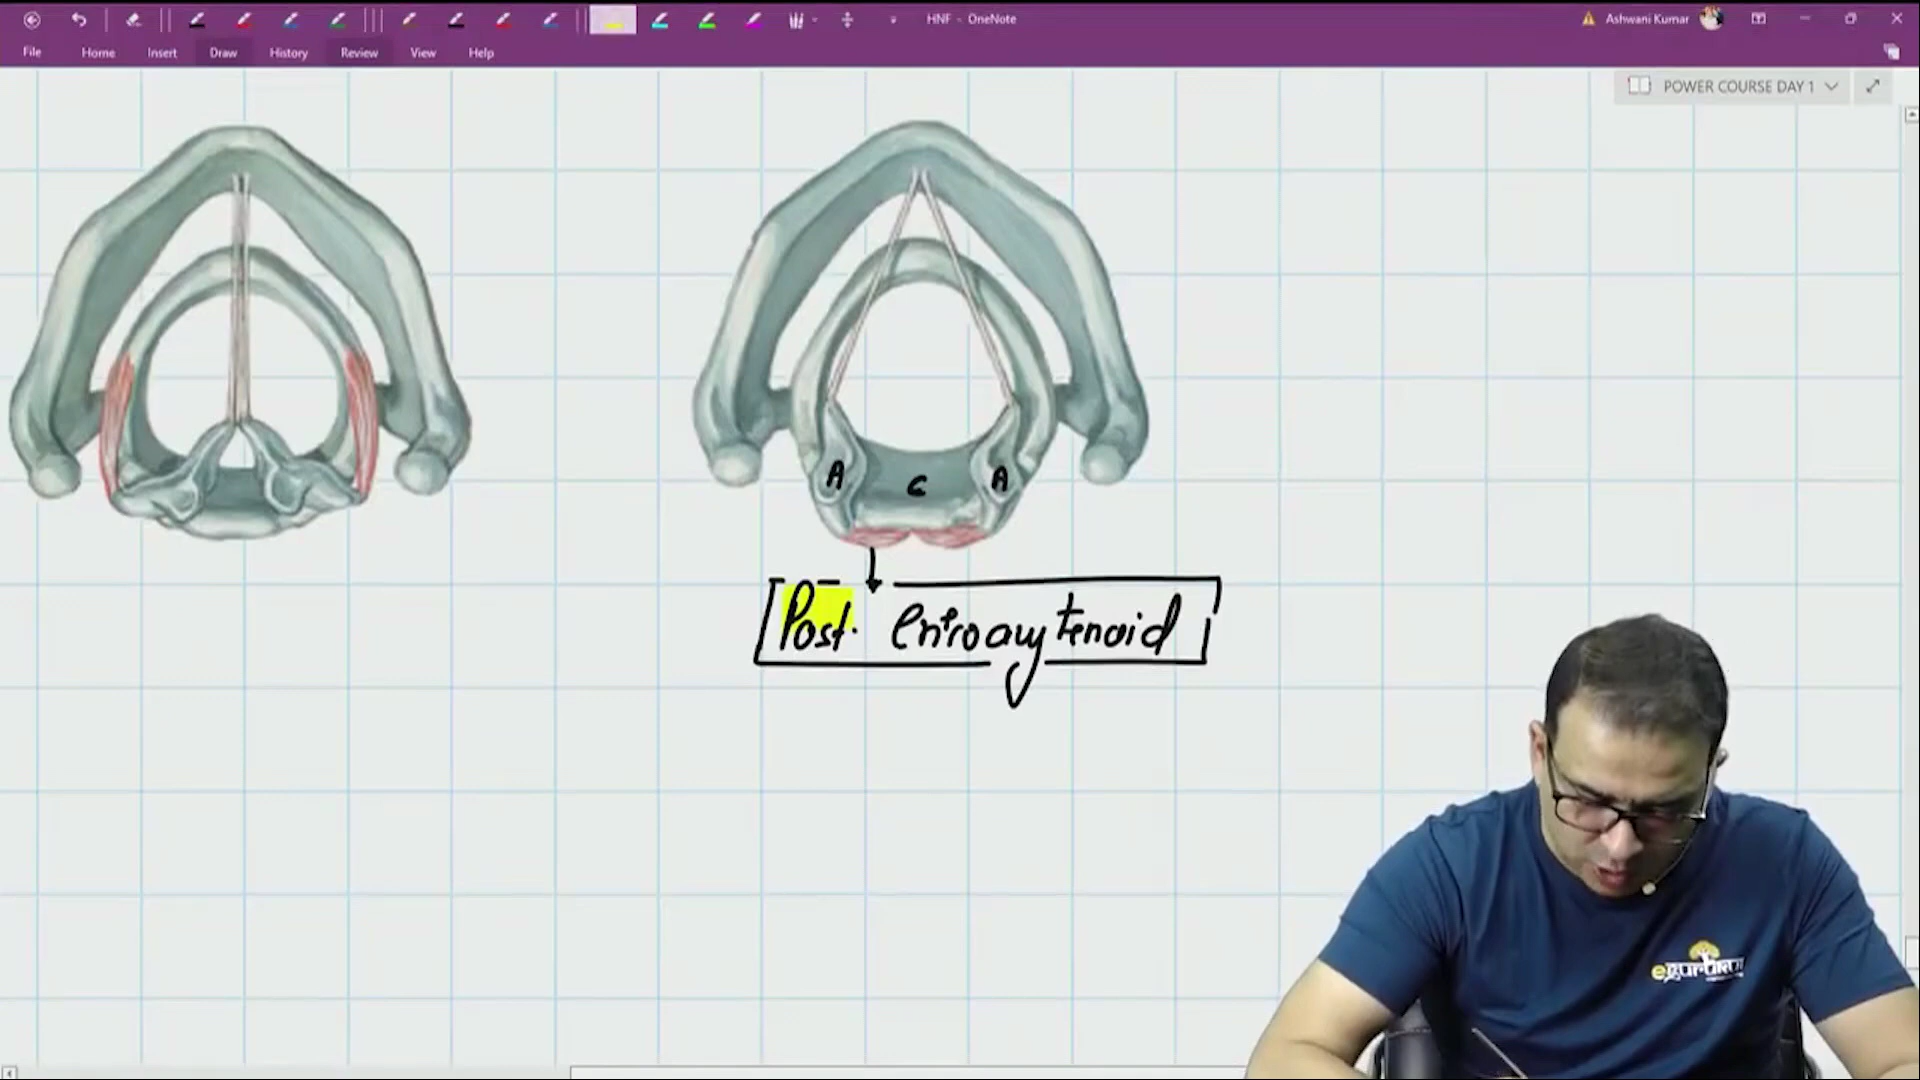 HNF - OneNote
Ashwani Kumar
File Home Insert Draw History Review View Help
POWER COURSE DAY 1
A C A
Post. Cricoarytenoid